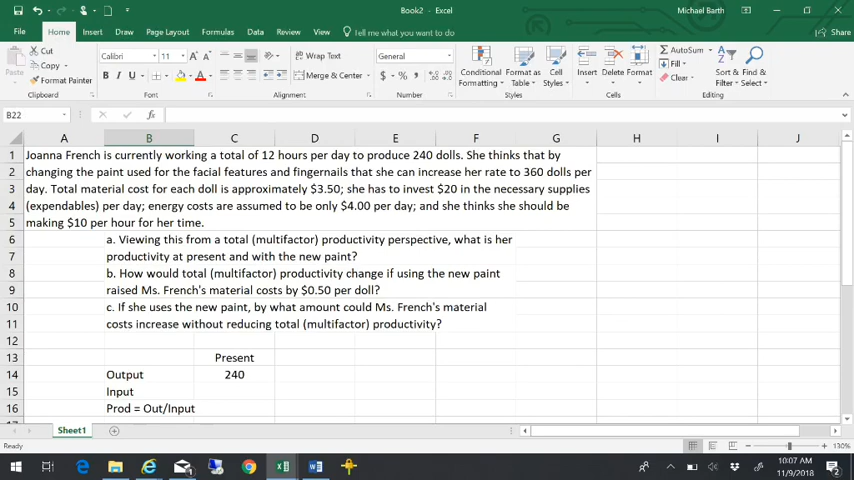 Book2 - Excel
Michael Barth
File Home Insert Draw Page Layout Formulas Data Review View Tell me what you want to do Share
Cut
Copy
Format Painter
Paste
Clipboard
Calibri 11
B I U
Font
Wrap Text
Merge & Center
Alignment
General
$ % ,
Number
Conditional Formatting
Format as Table
Cell Styles
Styles
Insert Delete Format
Cells
AutoSum
Fill
Clear
Sort & Filter
Find & Select
Editing
B22
fx
A B C D E F G H I J
1 Joanna French is currently working a total of 12 hours per day to produce 240 dolls. She thinks that by
2 changing the paint used for the facial features and fingernails that she can increase her rate to 360 dolls per
3 day. Total material cost for each doll is approximately $3.50; she has to invest $20 in the necessary supplies
4 (expendables) per day; energy costs are assumed to be only $4.00 per day; and she thinks she should be
5 making $10 per hour for her time.
6 a. Viewing this from a total (multifactor) productivity perspective, what is her
7 productivity at present and with the new paint?
8 b. How would total (multifactor) productivity change if using the new paint
9 raised Ms. French's material costs by $0.50 per doll?
10 c. If she uses the new paint, by what amount could Ms. French's material
11 costs increase without reducing total (multifactor) productivity?
12
13 Present
14 Output 240
15 Input
16 Prod = Out/Input
Sheet1
Ready
130%
10:07 AM
11/9/2018